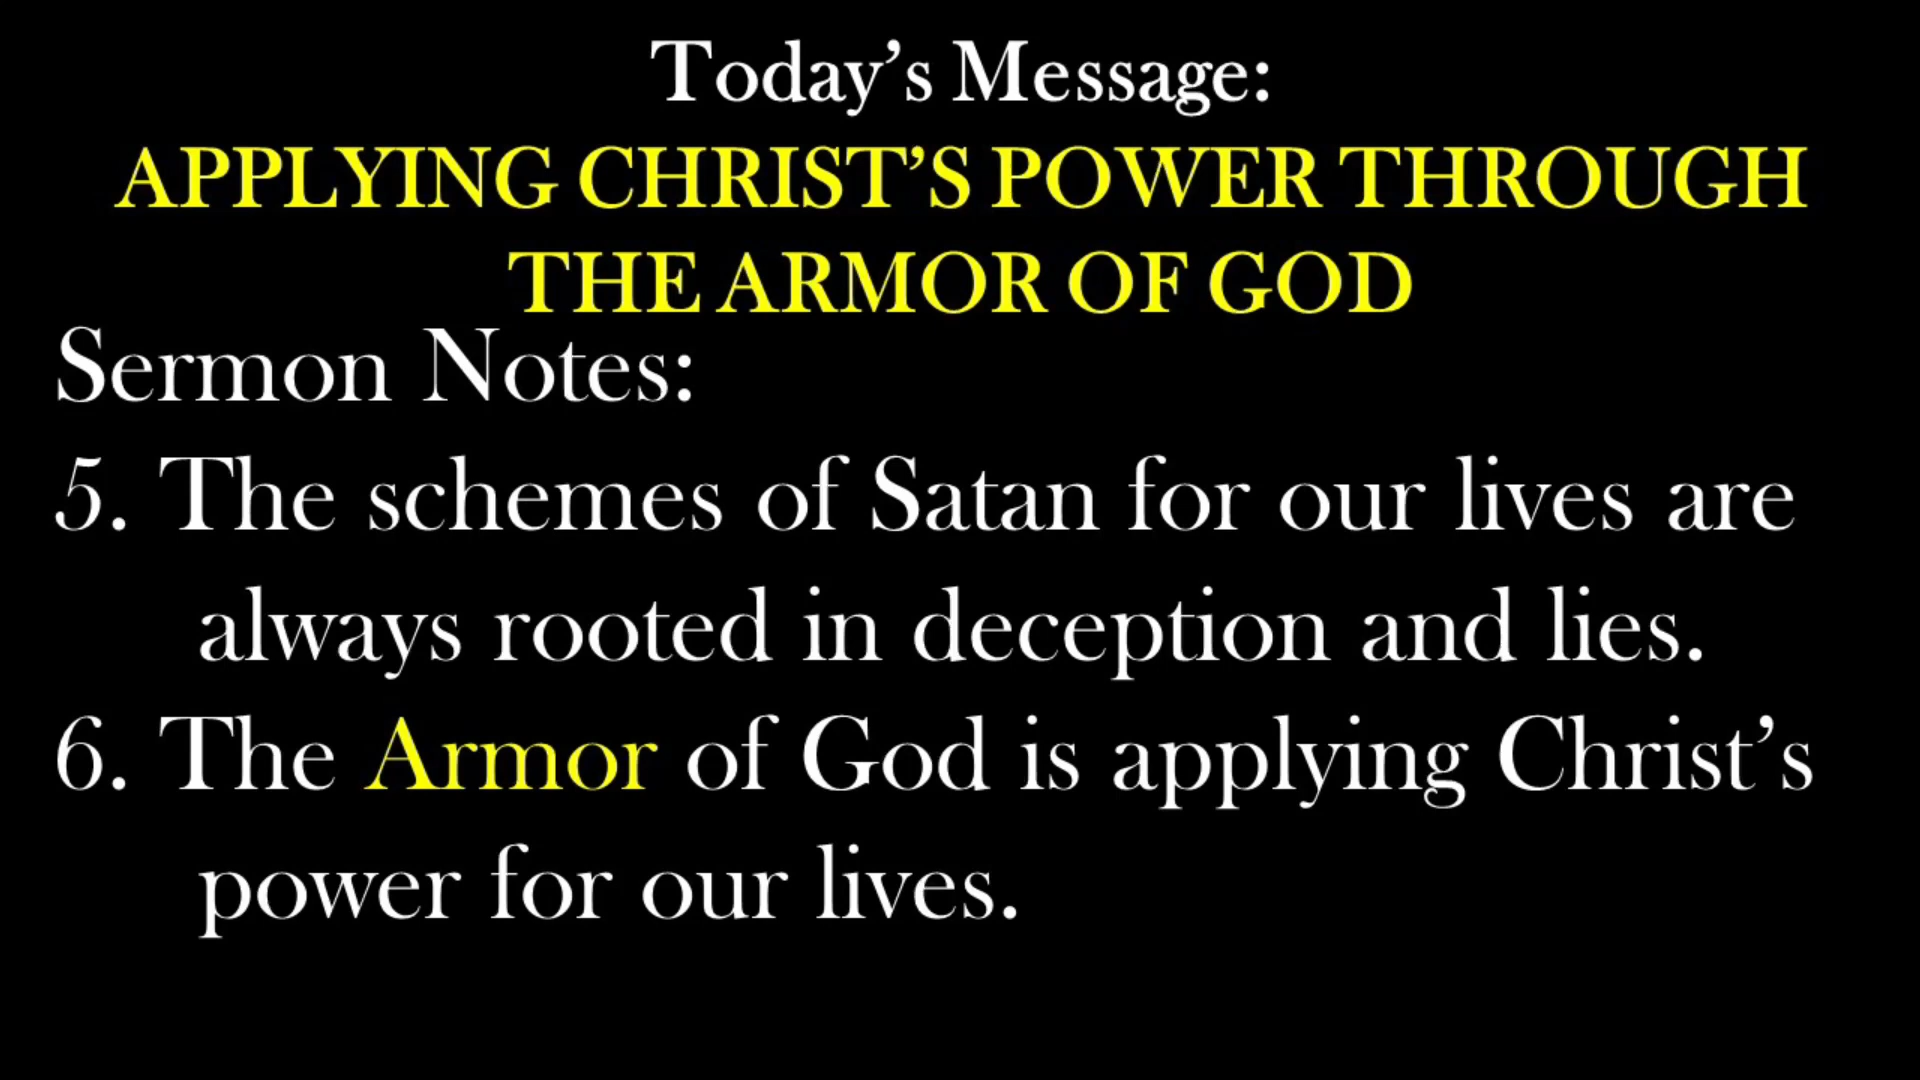 Today’s Message:
APPLYING CHRIST’S POWER THROUGH
THE ARMOR OF GOD
Sermon Notes:
5. The schemes of Satan for our lives are
always rooted in deception and lies.
6. The Armor of God is applying Christ’s
power for our lives.